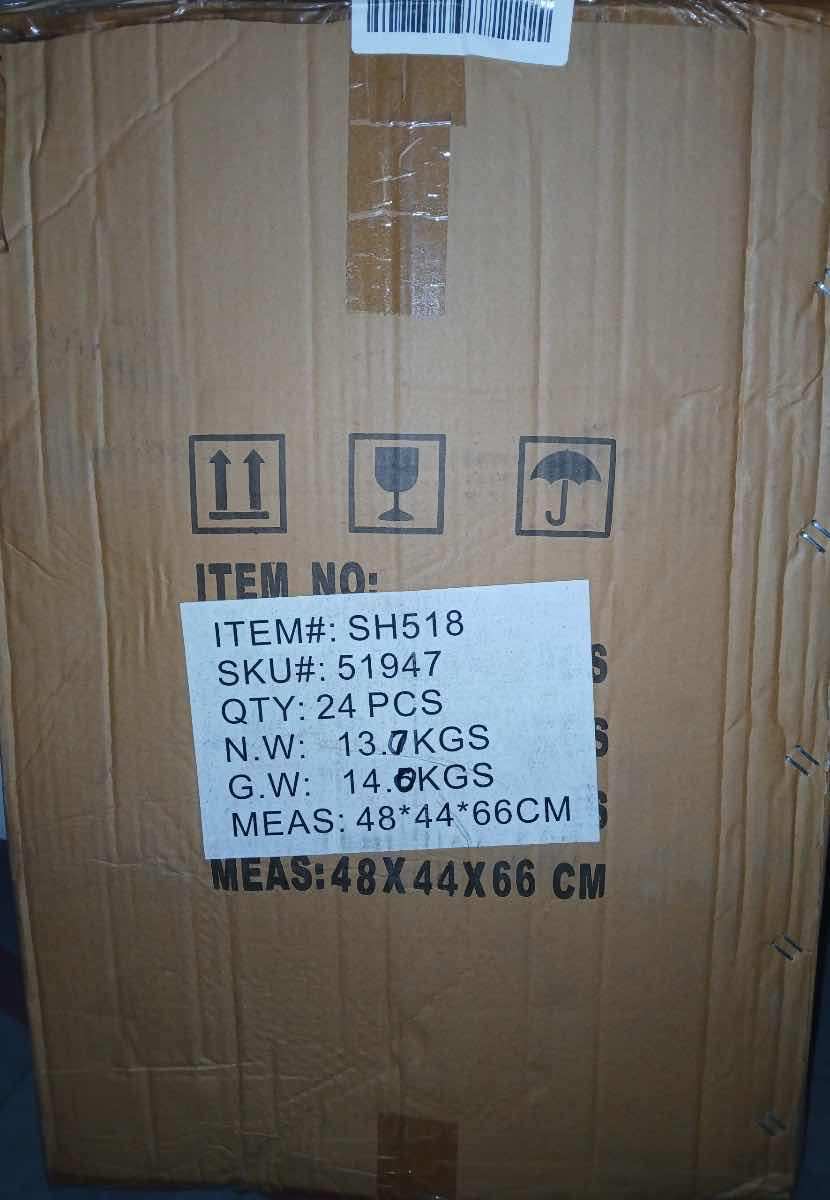 ITEM NO:
ITEM#: SH518
SKU#: 51947
QTY: 24 PCS
N.W: 13.7KGS
G.W: 14.6KGS
MEAS: 48*44*66CM
S
S
S
MEAS:48X44X66 CM